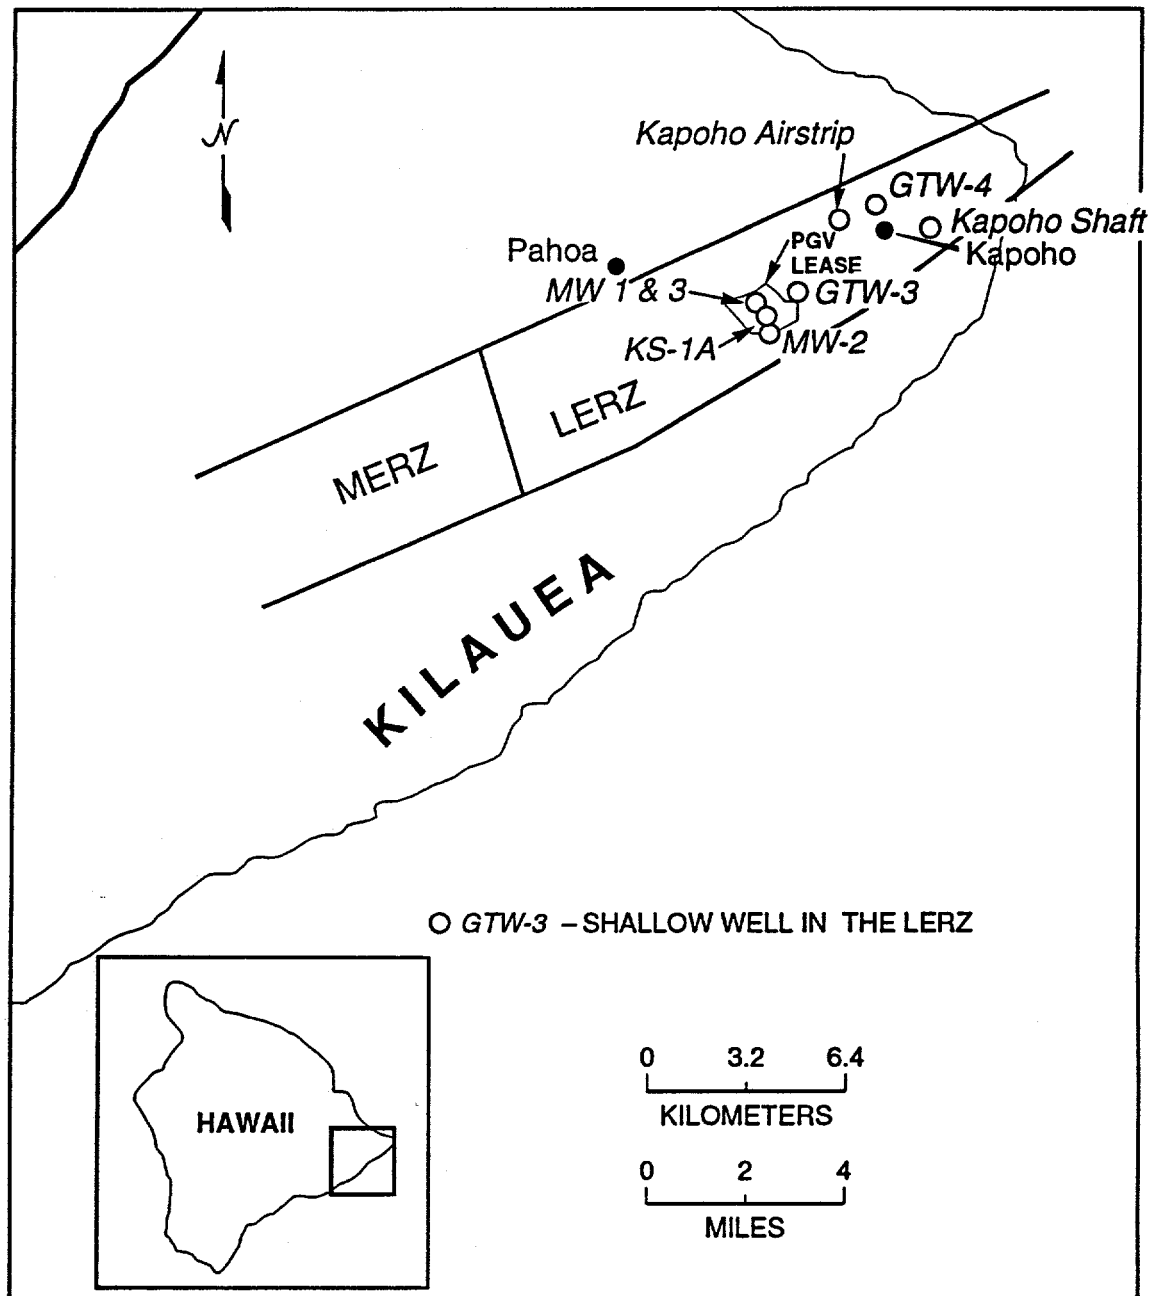 N
Kapoho Airstrip
GTW-4
Kapoho Shaft
Kapoho
Pahoa
PGV
LEASE
MW 1 & 3
GTW-3
KS-1A
MW-2
LERZ
MERZ
KILAUEA
GTW-3 – SHALLOW WELL IN THE LERZ
HAWAII
0 3.2 6.4
KILOMETERS
0 2 4
MILES